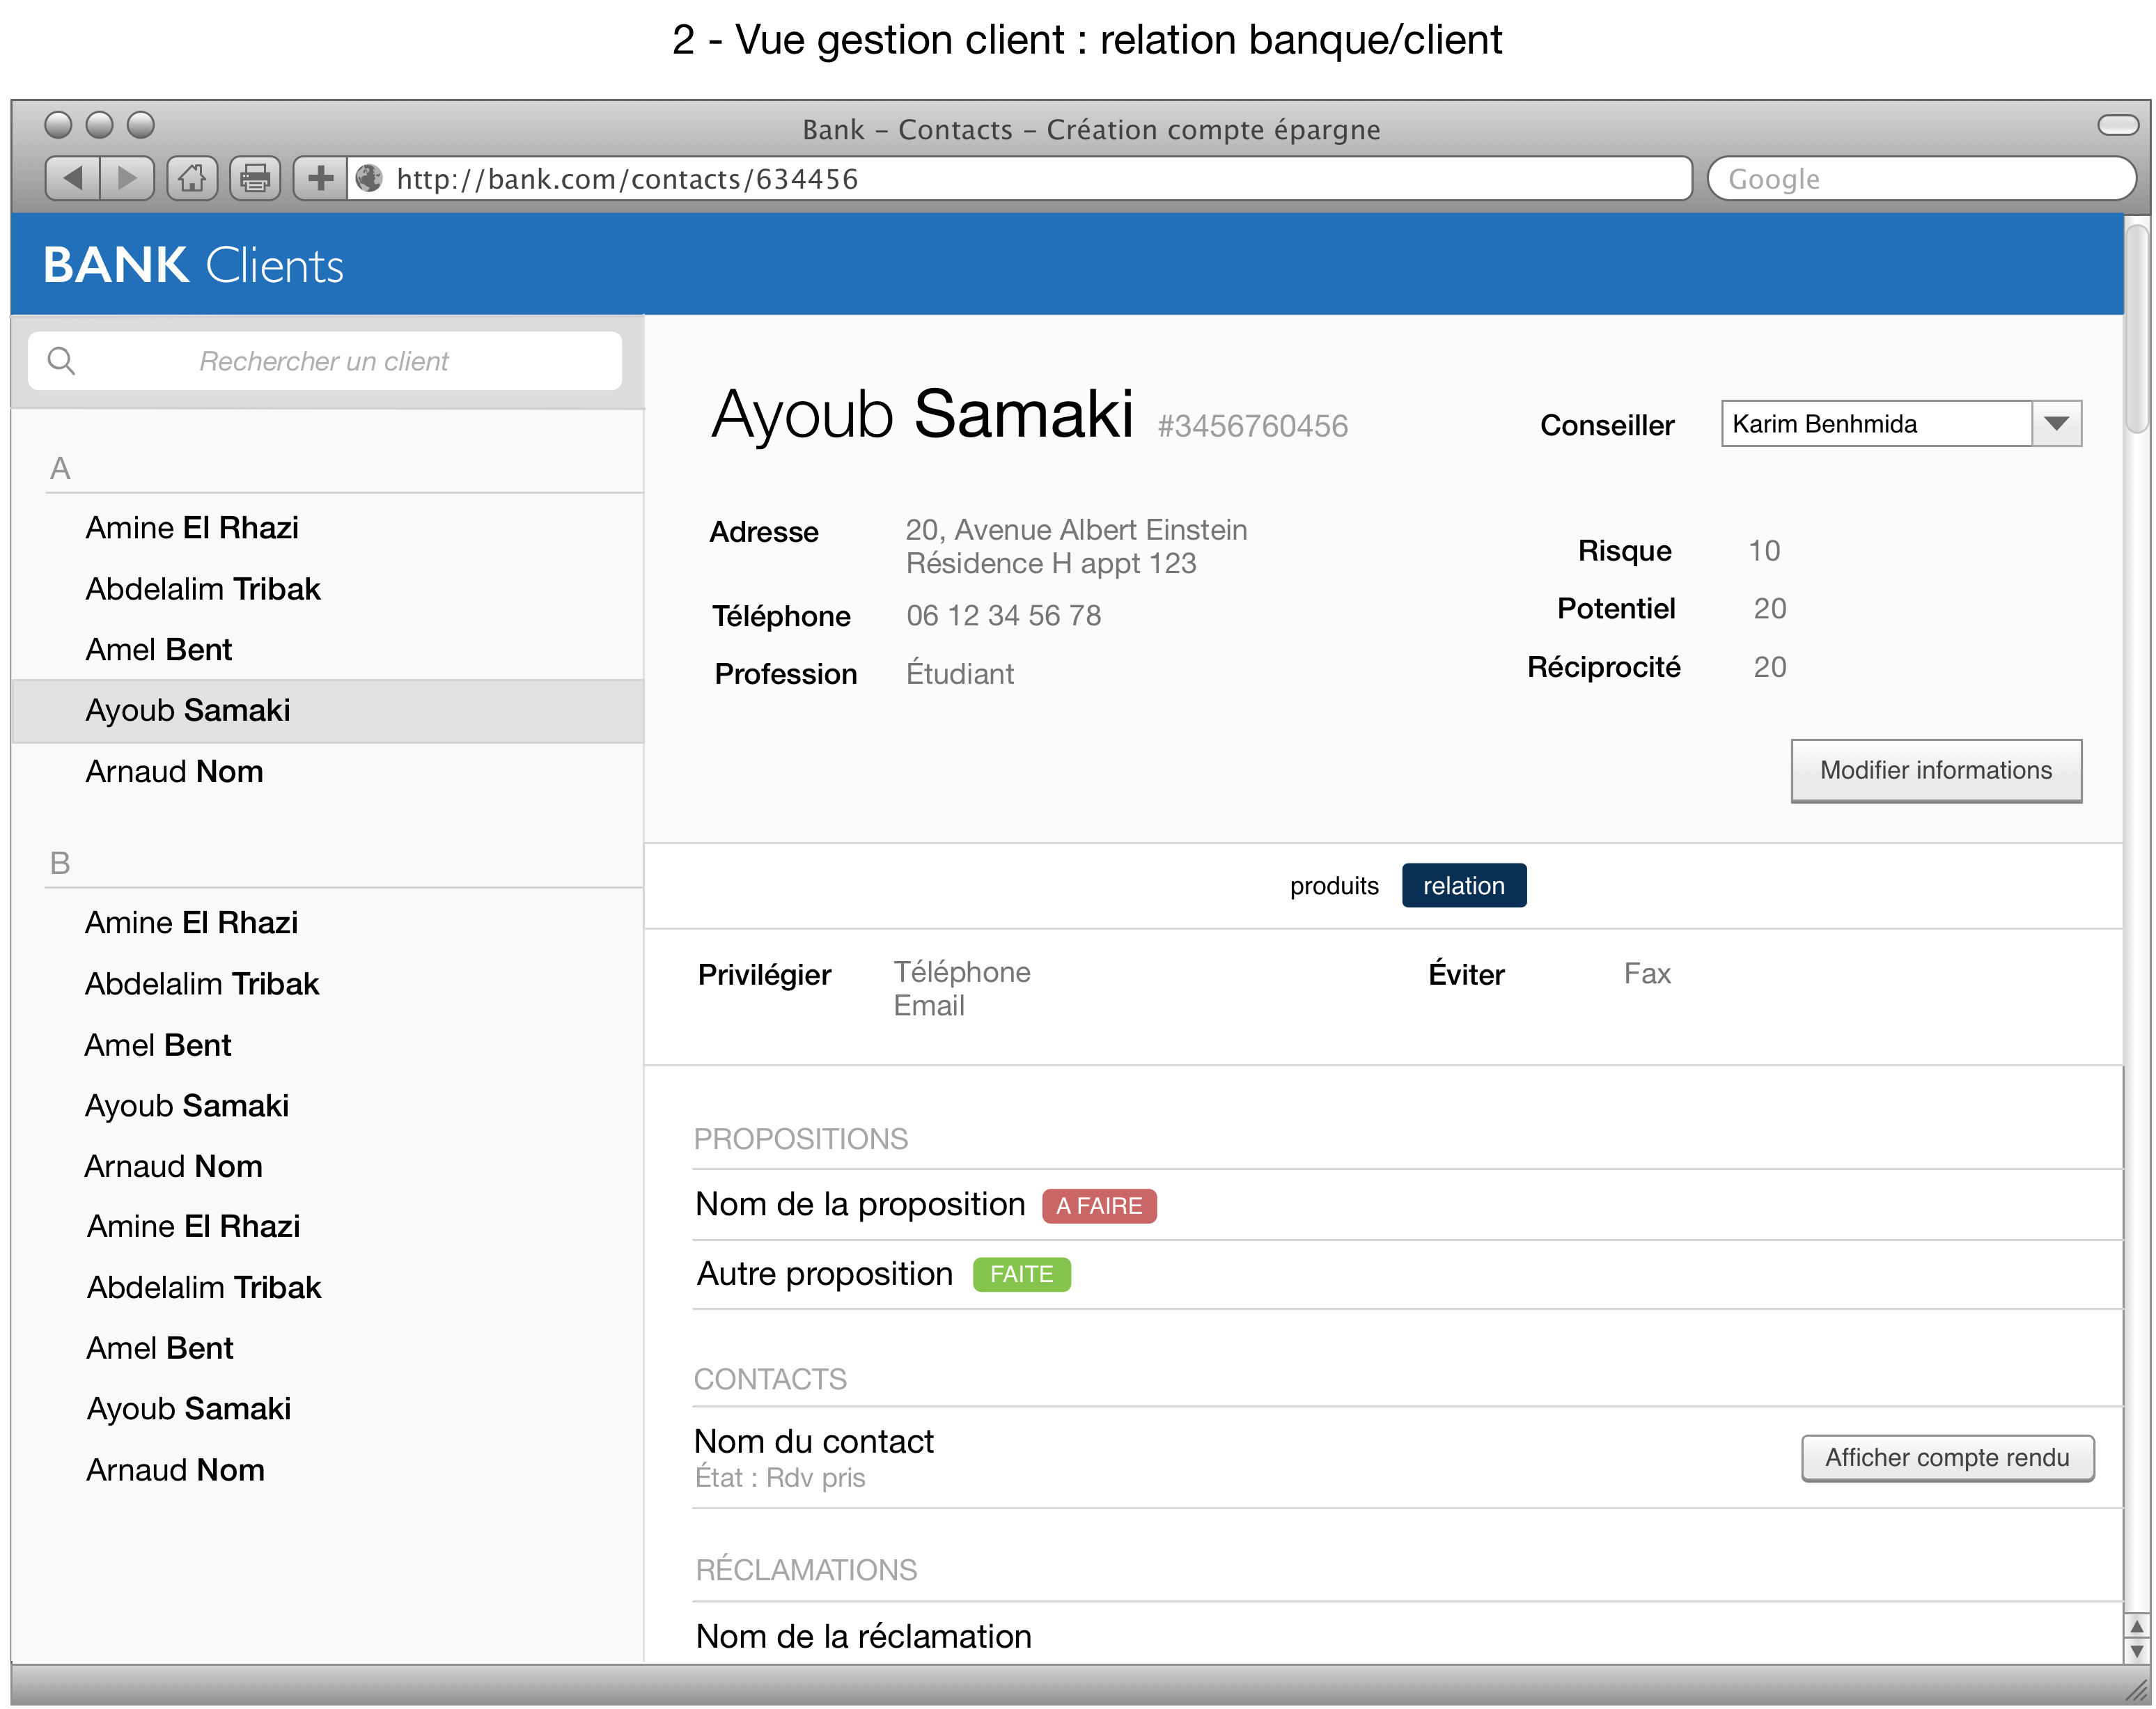 2 - Vue gestion client : relation banque/client
Bank – Contacts – Création compte épargne
http://bank.com/contacts/634456
Google
BANK Clients
Rechercher un client
A
Amine El Rhazi
Abdelalim Tribak
Amel Bent
Ayoub Samaki
Arnaud Nom
B
Amine El Rhazi
Abdelalim Tribak
Amel Bent
Ayoub Samaki
Arnaud Nom
Amine El Rhazi
Abdelalim Tribak
Amel Bent
Ayoub Samaki
Arnaud Nom
Ayoub Samaki #3456760456
Conseiller Karim Benhmida
Adresse 20, Avenue Albert Einstein
Résidence H appt 123
Téléphone 06 12 34 56 78
Profession Étudiant
Risque 10
Potentiel 20
Réciprocité 20
Modifier informations
produits relation
Privilégier Téléphone
Email
Éviter Fax
PROPOSITIONS
Nom de la proposition A FAIRE
Autre proposition FAITE
CONTACTS
Nom du contact
État : Rdv pris
Afficher compte rendu
RÉCLAMATIONS
Nom de la réclamation